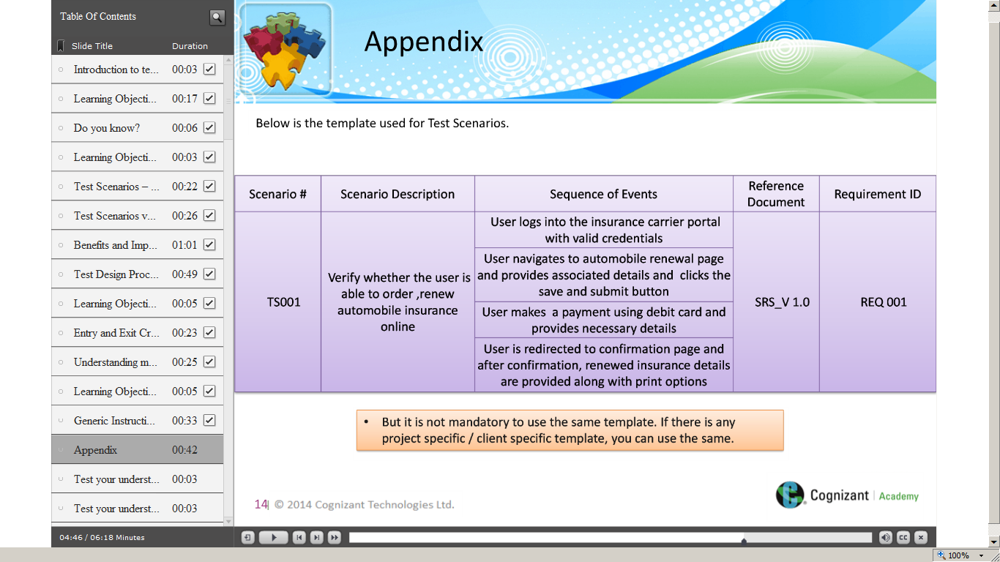 Table Of Contents
Slide Title Duration
Introduction to te... 00:03
Learning Objecti... 00:17
Do you know? 00:06
Learning Objecti... 00:03
Test Scenarios – ... 00:22
Test Scenarios v... 00:26
Benefits and Imp... 01:01
Test Design Proc... 00:49
Learning Objecti... 00:05
Entry and Exit Cr... 00:23
Understanding m... 00:25
Learning Objecti... 00:05
Generic Instructi... 00:33
Appendix 00:42
Test your underst... 00:03
Test your underst... 00:03
04:46 / 06:18 Minutes
Appendix
Below is the template used for Test Scenarios.
Scenario #
Scenario Description
Sequence of Events
Reference
Document
Requirement ID
TS001
Verify whether the user is
able to order ,renew
automobile insurance
online
User logs into the insurance carrier portal
with valid credentials
User navigates to automobile renewal page
and provides associated details and clicks the
save and submit button
User makes a payment using debit card and
provides necessary details
User is redirected to confirmation page and
after confirmation, renewed insurance details
are provided along with print options
SRS_V 1.0
REQ 001
• But it is not mandatory to use the same template. If there is any
project specific / client specific template, you can use the same.
14| © 2014 Cognizant Technologies Ltd.
Cognizant | Academy
CC
100%